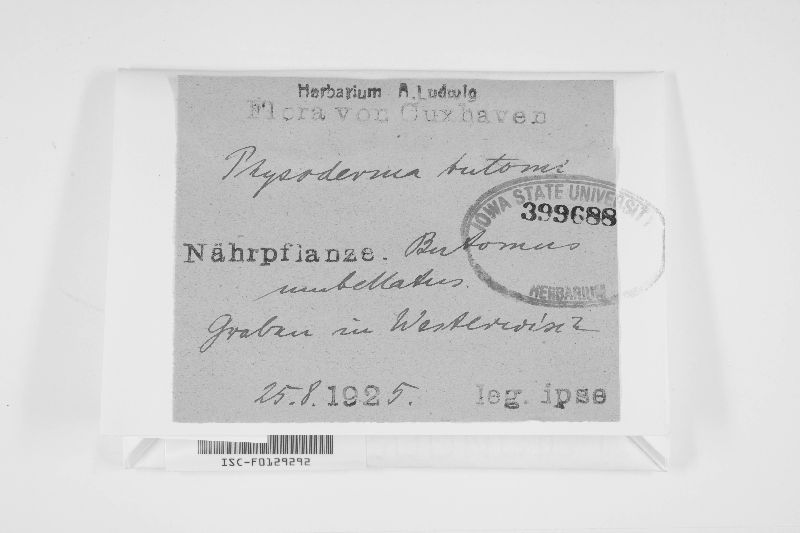 Herbarium A. Ludwig
Flora von Cuxhaven
Physoderma butomi
IOWA STATE UNIVERSITY
399688
HERBARIUM
Nährpflanze. Butomus
umbellatus.
Graben in Westerwisch
25.8.1925. leg. ipse
ISC-F0129292